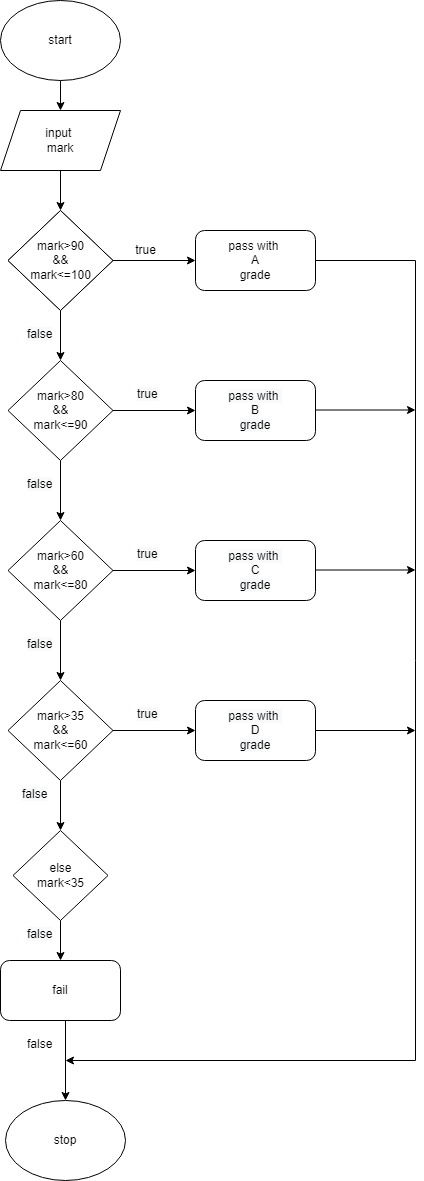 start
input
mark
mark>90
&&
mark<=100
true
pass with
A
grade
false
mark>80
&&
mark<=90
true
pass with
B
grade
false
mark>60
&&
mark<=80
true
pass with
C
grade
false
mark>35
&&
mark<=60
true
pass with
D
grade
false
else
mark<35
false
fail
false
stop